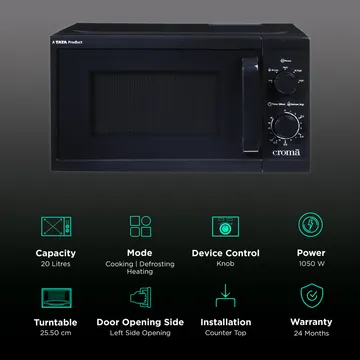 A TATA Product
croma
Capacity
20 Litres
Mode
Cooking | Defrosting
Heating
Device Control
Knob
Power
1050 W
Turntable
25.50 cm
Door Opening Side
Left Side Opening
Installation
Counter Top
Warranty
24 Months